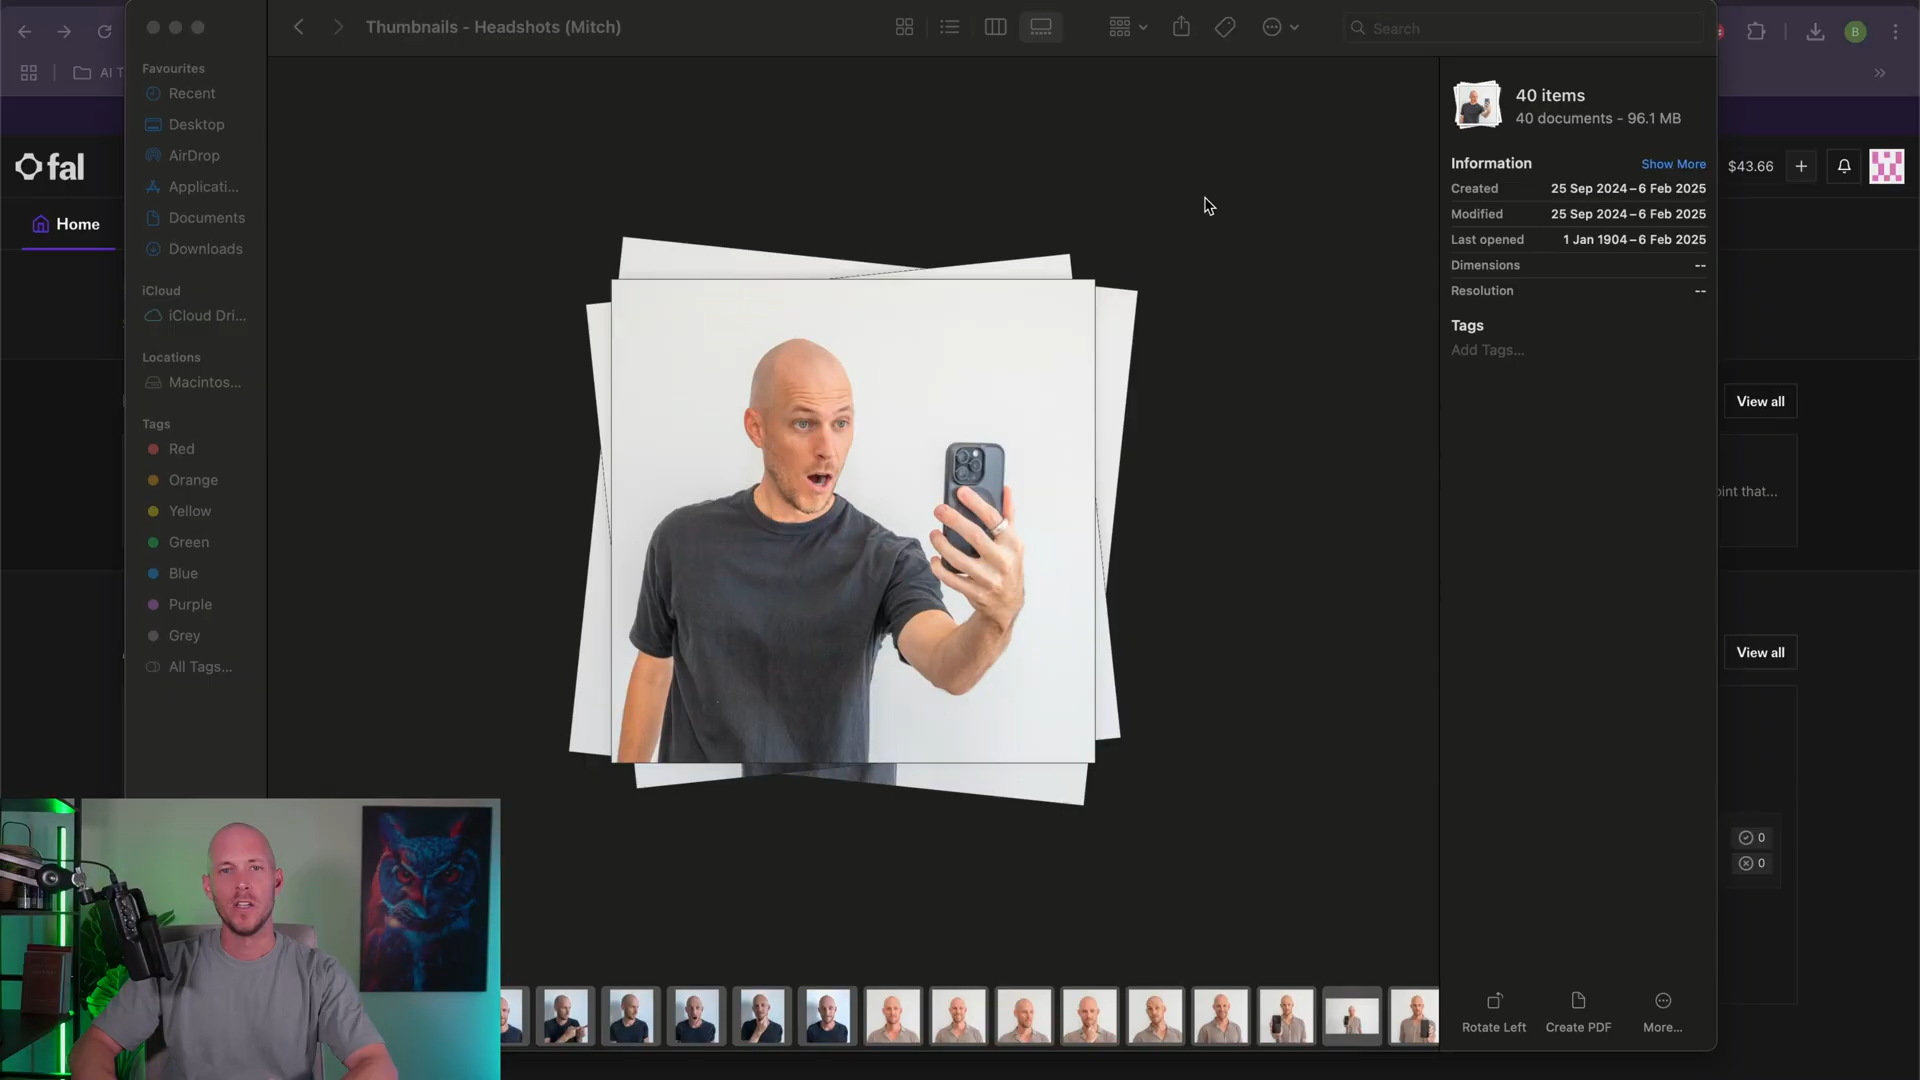 Thumbnails - Headshots (Mitch)
Search
AI T
Favourites
Recent
Desktop
AirDrop
Applicati...
Documents
Downloads
iCloud
iCloud Dri...
Locations
Macintos...
Tags
Red
Orange
Yellow
Green
Blue
Purple
Grey
All Tags...
fal
Home
40 items
40 documents - 96.1 MB
Information
Show More
Created
25 Sep 2024 – 6 Feb 2025
Modified
25 Sep 2024 – 6 Feb 2025
Last opened
1 Jan 1904 – 6 Feb 2025
Dimensions
--
Resolution
--
Tags
Add Tags...
Rotate Left
Create PDF
More...
B
$43.66
View all
oint that...
View all
0
0